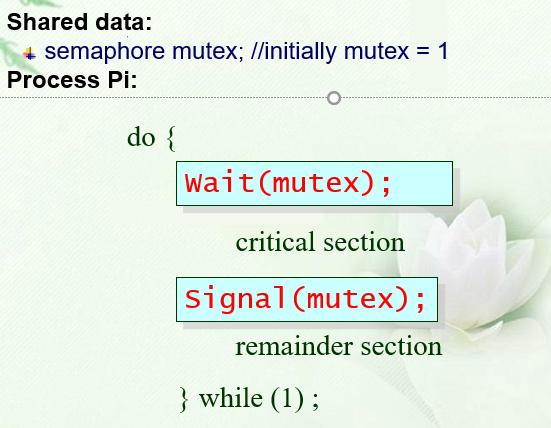 Shared data:
semaphore mutex; //initially mutex = 1
Process Pi:
do {
Wait(mutex);
critical section
Signal(mutex);
remainder section
} while (1) ;